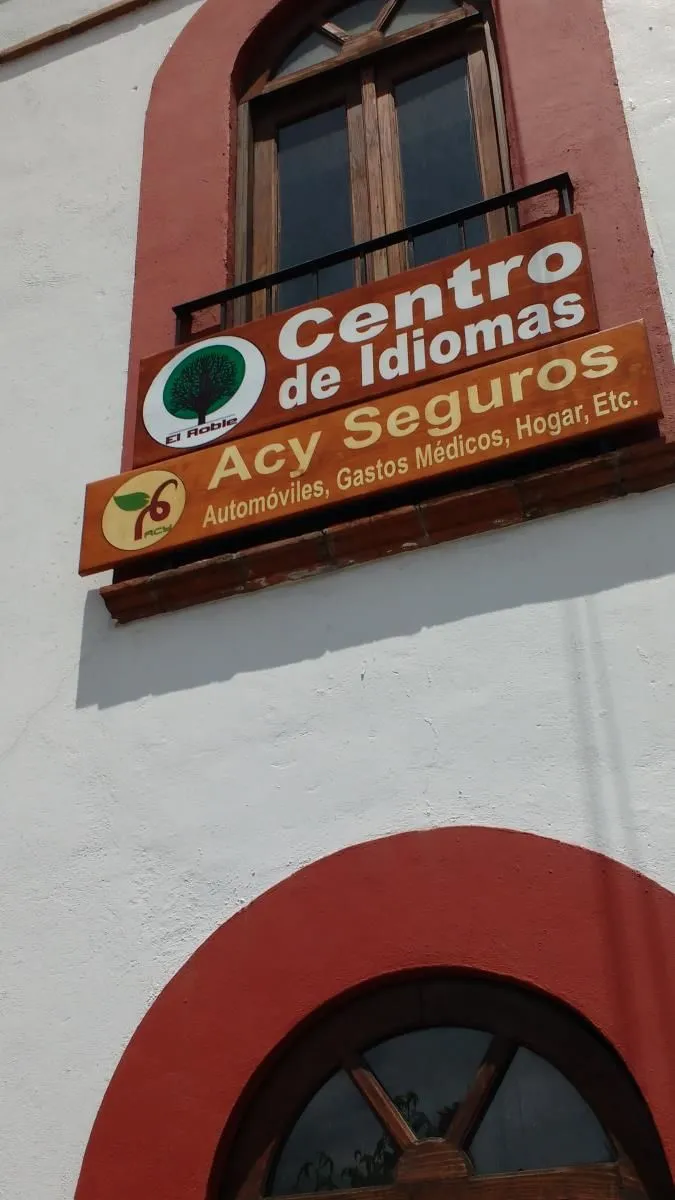 Centro
de Idiomas
El Roble
Acy Seguros
Automóviles, Gastos Médicos, Hogar, Etc.
ACY